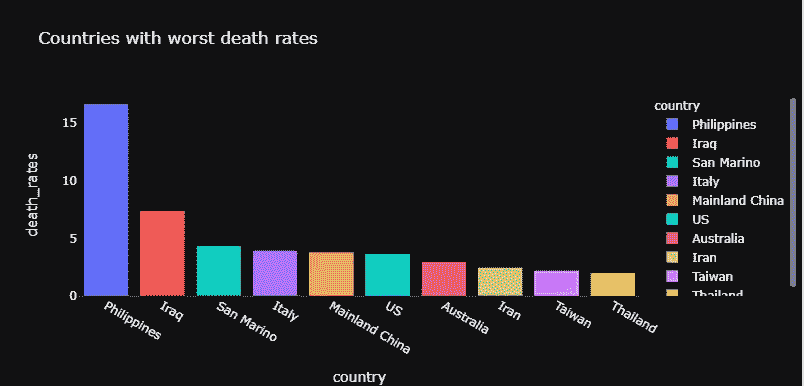 Countries with worst death rates
country
Philippines
Iraq
San Marino
Italy
Mainland China
US
Australia
Iran
Taiwan
Thailand
death_rates
15
10
5
0
Philippines
Iraq
San Marino
Italy
Mainland China
US
Australia
Iran
Taiwan
Thailand
country